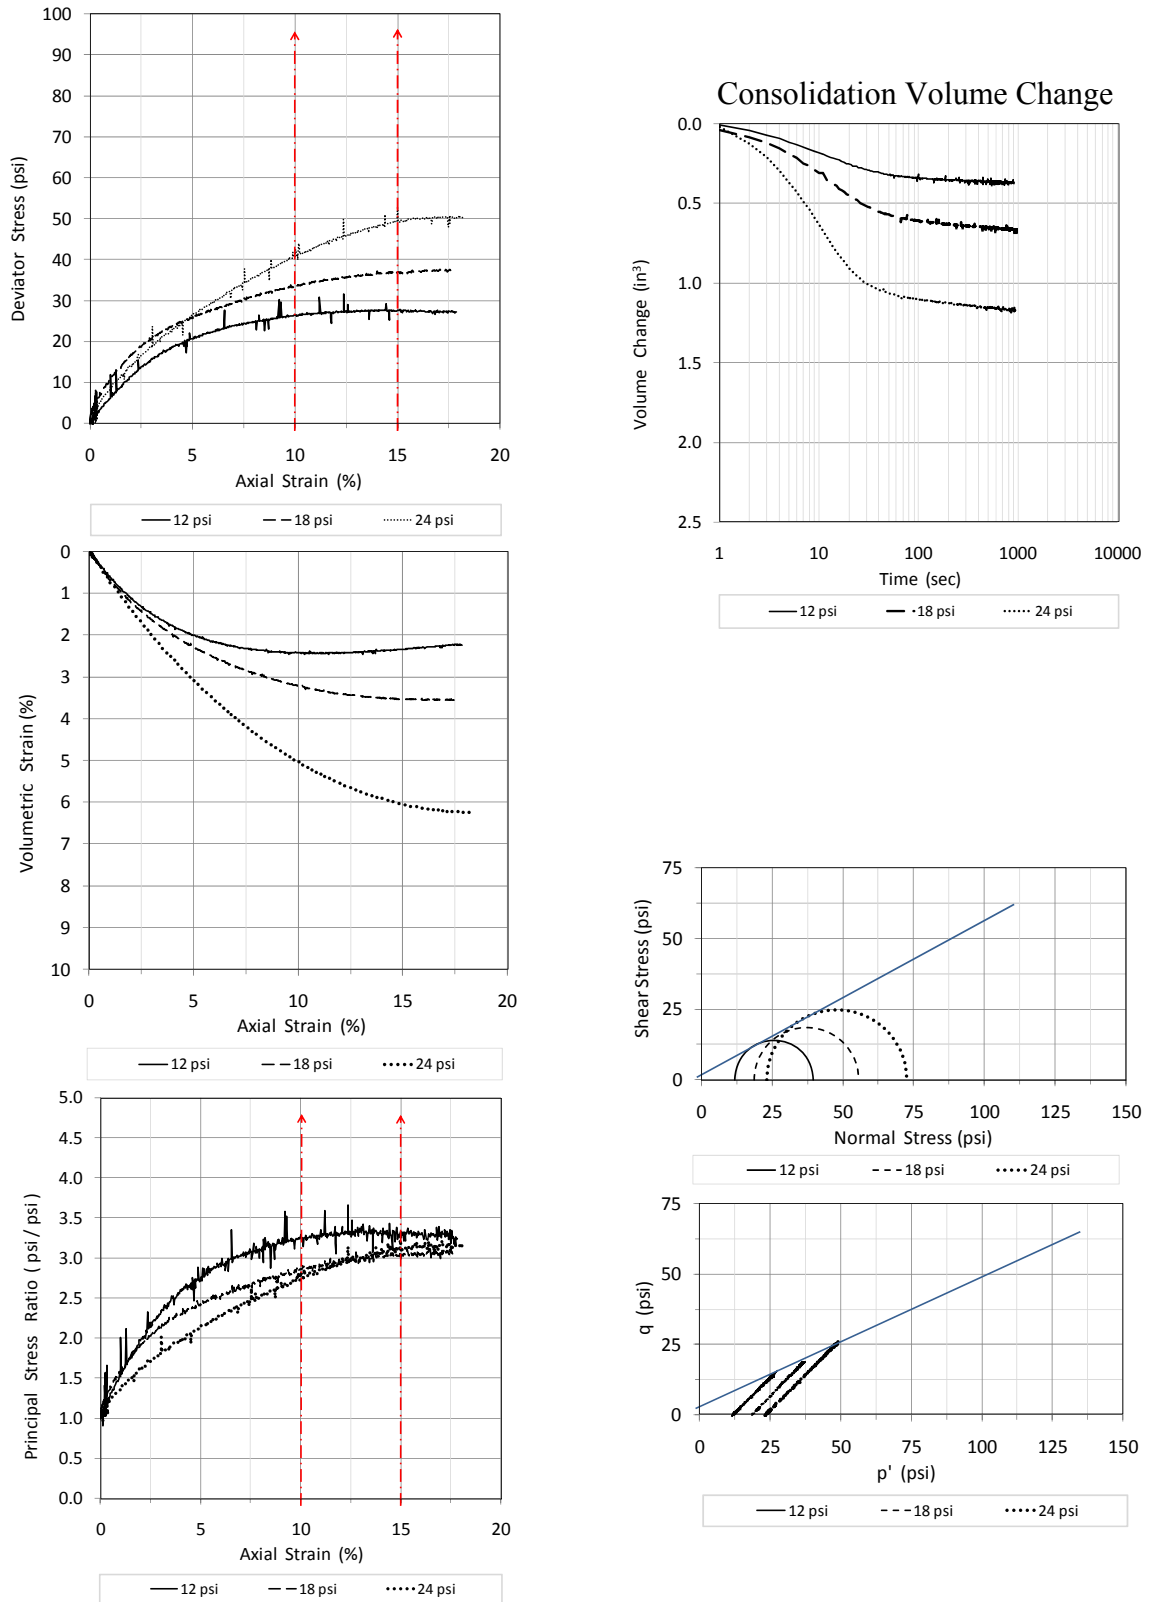 100
90
80
70
60
50
40
30
20
10
0
Deviator Stress (psi)
0 5 10 15 20
Axial Strain (%)
12 psi 18 psi 24 psi
0
1
2
3
4
5
6
7
8
9
10
Volumetric Strain (%)
0 5 10 15 20
Axial Strain (%)
12 psi 18 psi 24 psi
5.0
4.5
4.0
3.5
3.0
2.5
2.0
1.5
1.0
0.5
0.0
Principal Stress Ratio ( psi / psi )
0 5 10 15 20
Axial Strain (%)
12 psi 18 psi 24 psi
Consolidation Volume Change
0.0
0.5
1.0
1.5
2.0
2.5
Volume Change (in³)
1 10 100 1000 10000
Time (sec)
12 psi 18 psi 24 psi
75
50
25
0
Shear Stress (psi)
0 25 50 75 100 125 150
Normal Stress (psi)
12 psi 18 psi 24 psi
75
50
25
0
q (psi)
0 25 50 75 100 125 150
p' (psi)
12 psi 18 psi 24 psi